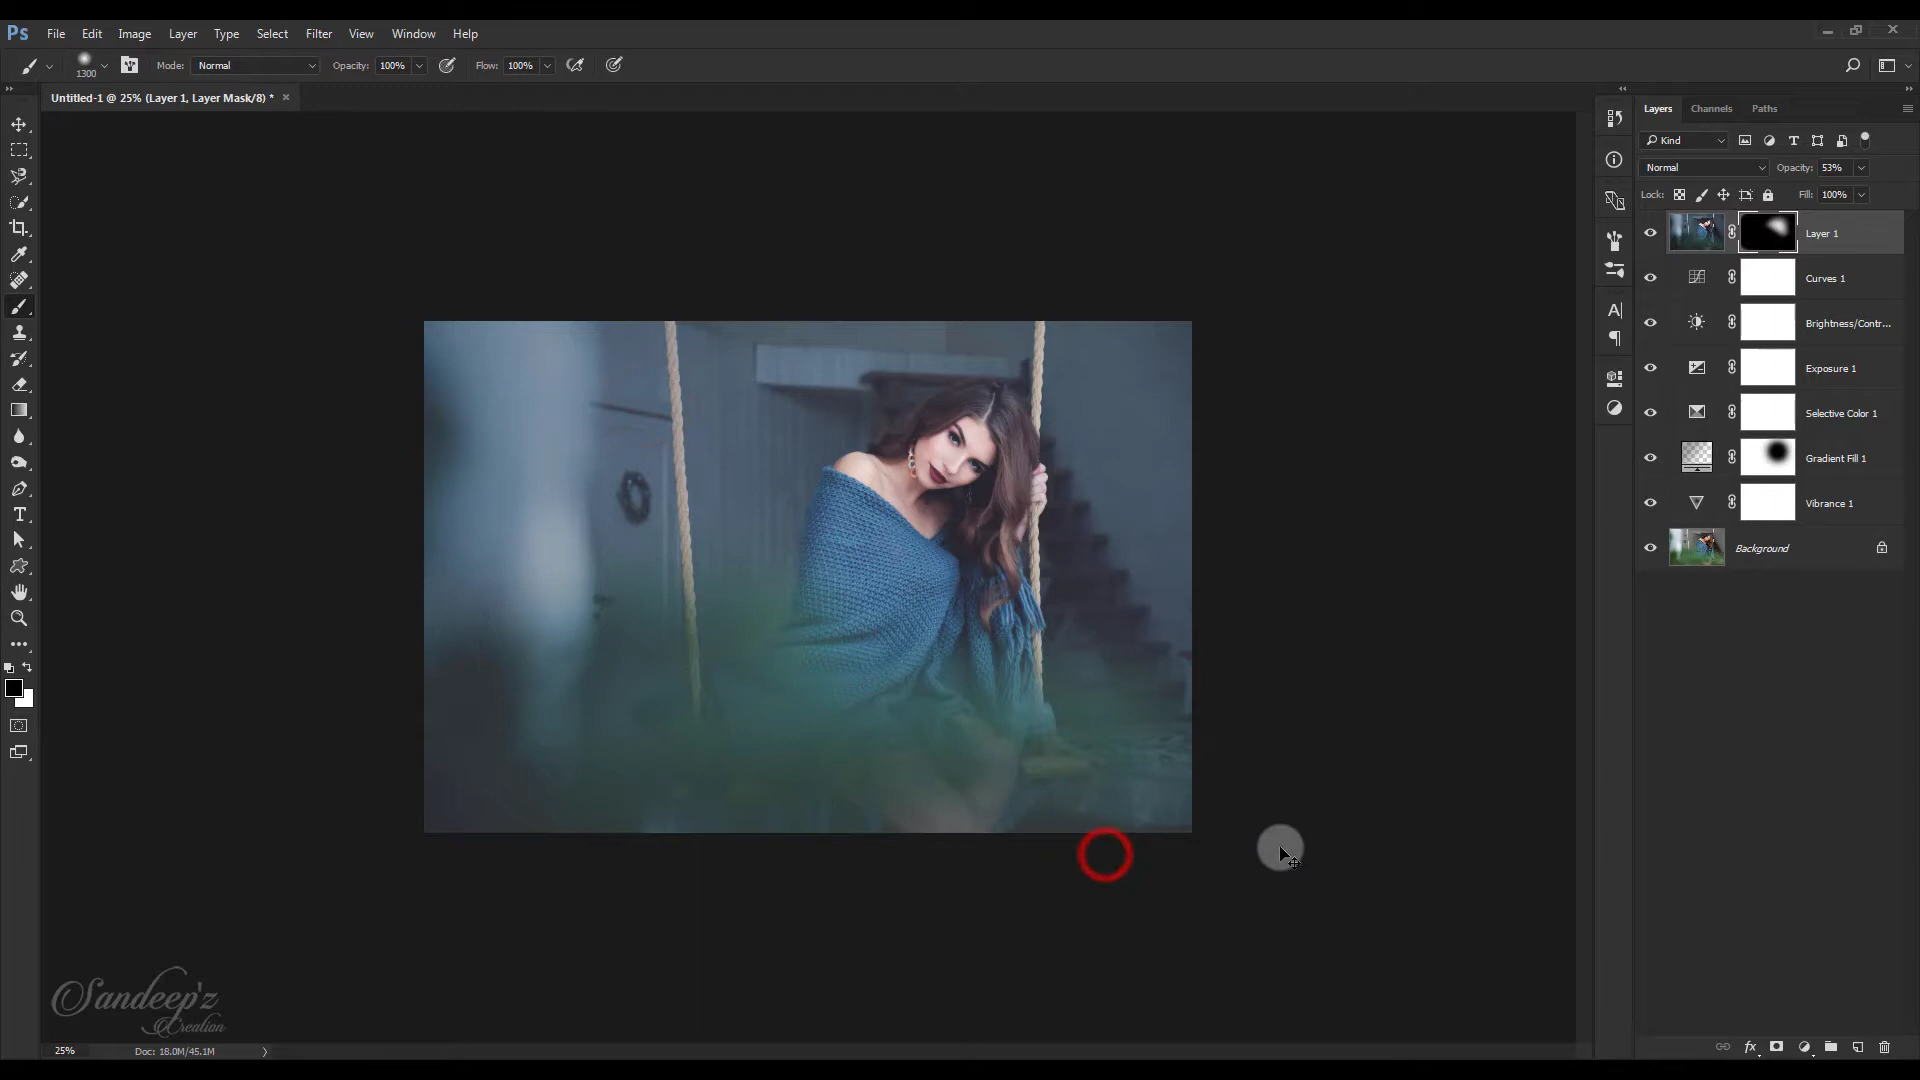 Ps File Edit Image Layer Type Select Filter View Window Help
1300 Mode: Normal Opacity: 100% Flow: 100%
Untitled-1 @ 25% (Layer 1, Layer Mask/8) *
Layers Channels Paths
Kind
Normal Opacity: 53%
Lock: Fill: 100%
Layer 1
Curves 1
Brightness/Contr...
Exposure 1
Selective Color 1
Gradient Fill 1
Vibrance 1
Background
Sandeep'z
Creation
25% Doc: 18.0M/45.1M